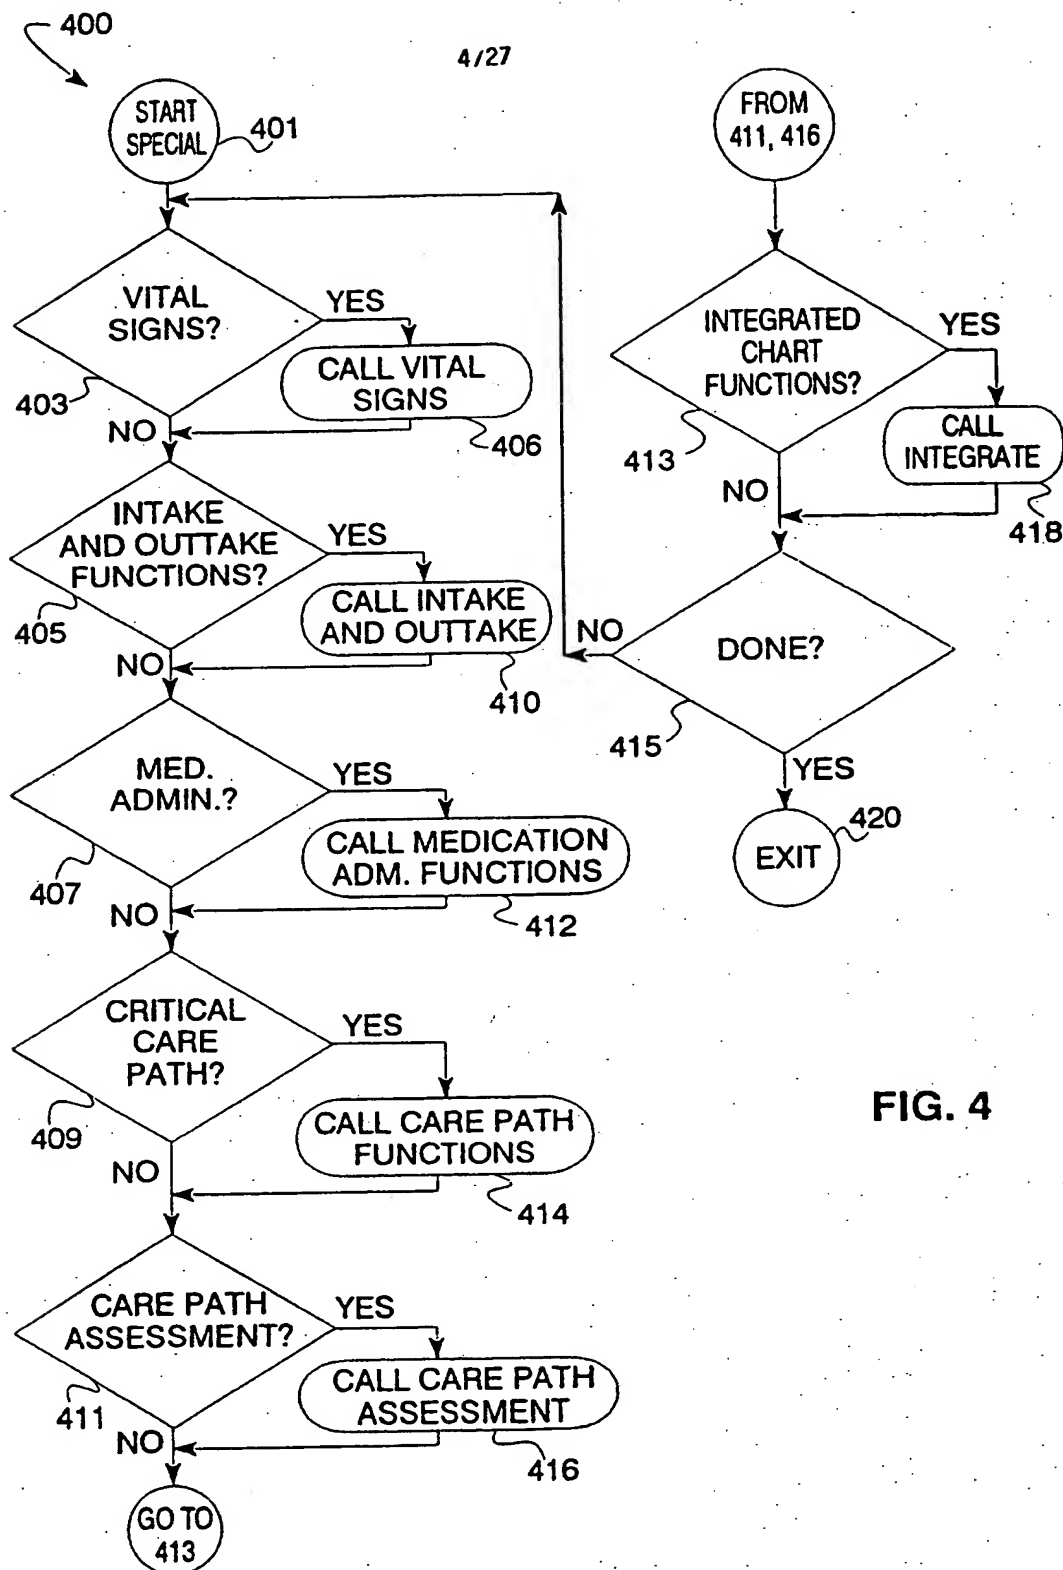 400
4/27
START
SPECIAL
401
VITAL
SIGNS?
YES
403
CALL VITAL
SIGNS
NO
406
INTAKE
AND OUTTAKE
FUNCTIONS?
YES
405
CALL INTAKE
AND OUTTAKE
NO
410
MED.
ADMIN.?
YES
407
CALL MEDICATION
ADM. FUNCTIONS
NO
412
CRITICAL
CARE
PATH?
YES
409
CALL CARE PATH
FUNCTIONS
NO
414
CARE PATH
ASSESSMENT?
YES
411
CALL CARE PATH
ASSESSMENT
NO
416
GO TO
413
FROM
411, 416
INTEGRATED
CHART
FUNCTIONS?
YES
413
CALL
INTEGRATE
NO
418
DONE?
NO
415
YES
EXIT
420
FIG. 4